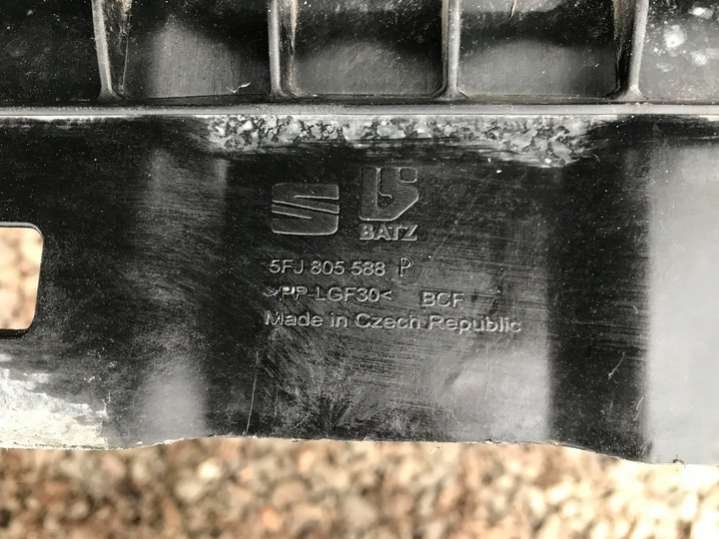 S
BATZ
5FJ 805 588 P
>PP-LGF30< BCF
Made in Czech Republic